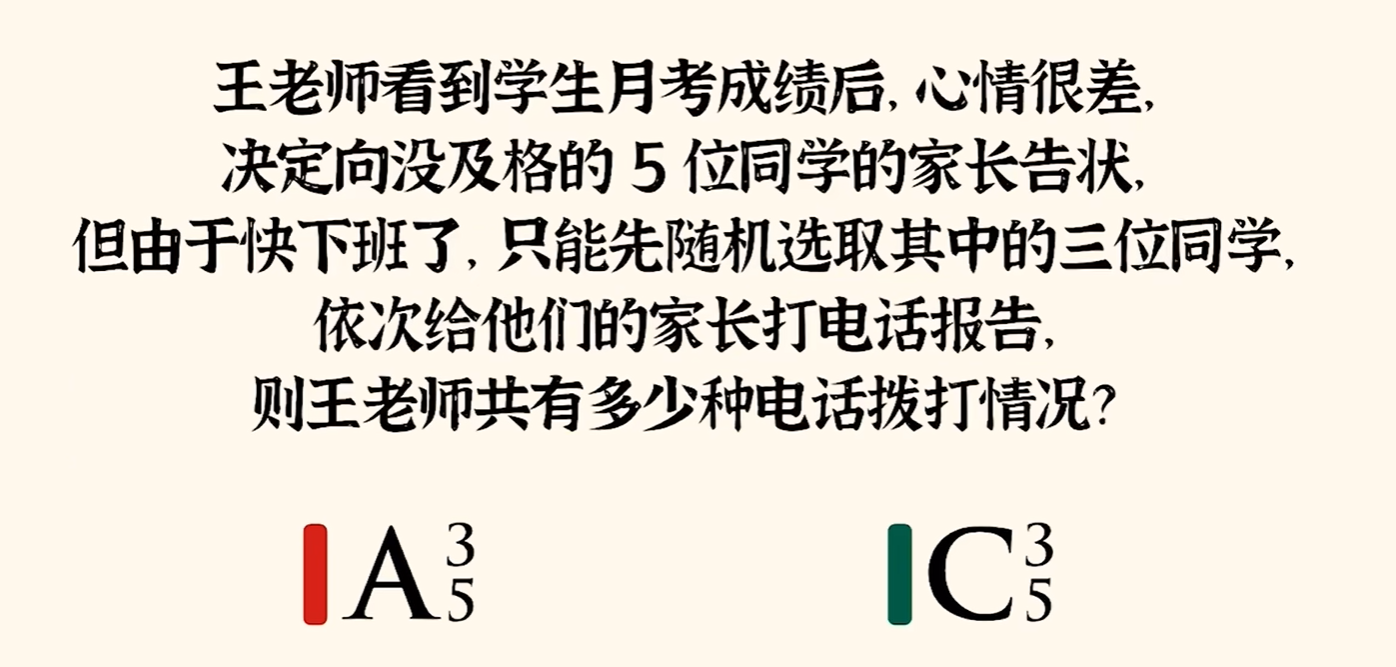 王老师看到学生月考成绩后,心情很差,
决定向没及格的 5 位同学的家长告状,
但由于快下班了,只能先随机选取其中的三位同学,
依次给他们的家长打电话报告,
则王老师共有多少种电话拨打情况?
A³₅ C³₅